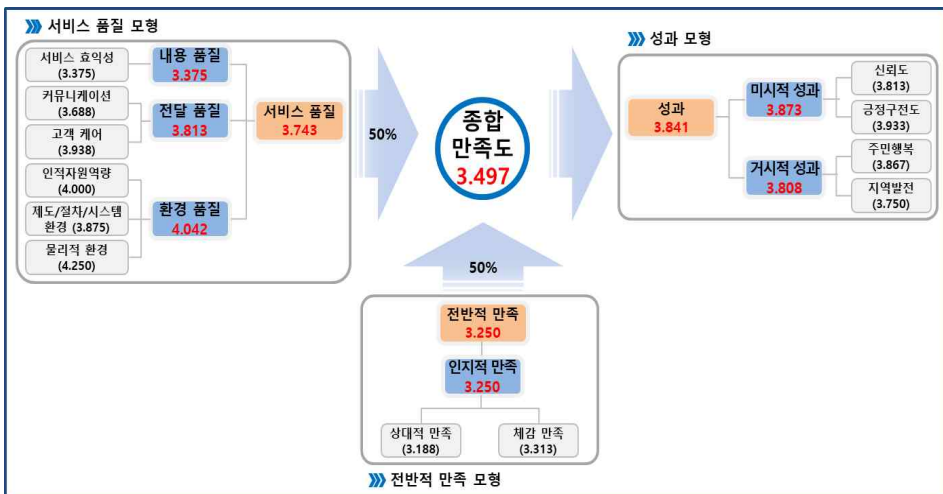 서비스 품질 모형
서비스 효익성
(3.375)
커뮤니케이션
(3.688)
고객 케어
(3.938)
인적자원역량
(4.000)
제도/절차/시스템
환경 (3.875)
물리적 환경
(4.250)
내용 품질
3.375
전달 품질
3.813
환경 품질
4.042
서비스 품질
3.743
50%
종합
만족도
3.497
50%
전반적 만족
3.250
인지적 만족
3.250
상대적 만족
(3.188)
체감 만족
(3.313)
전반적 만족 모형
성과 모형
성과
3.841
미시적 성과
3.873
거시적 성과
3.808
신뢰도
(3.813)
긍정구전도
(3.933)
주민행복
(3.867)
지역발전
(3.750)